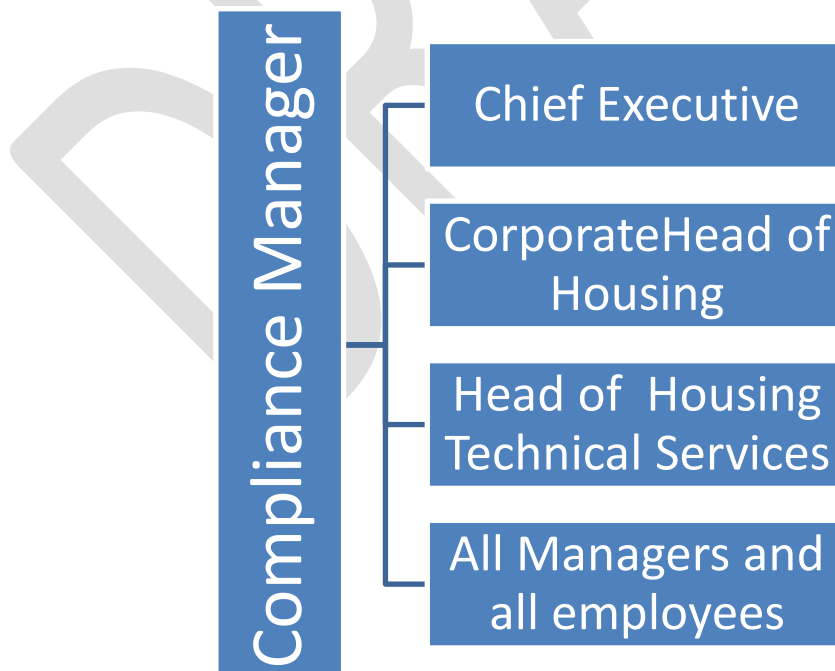 Compliance Manager
Chief Executive
CorporateHead of
Housing
Head of  Housing
Technical Services
All Managers and
all employees